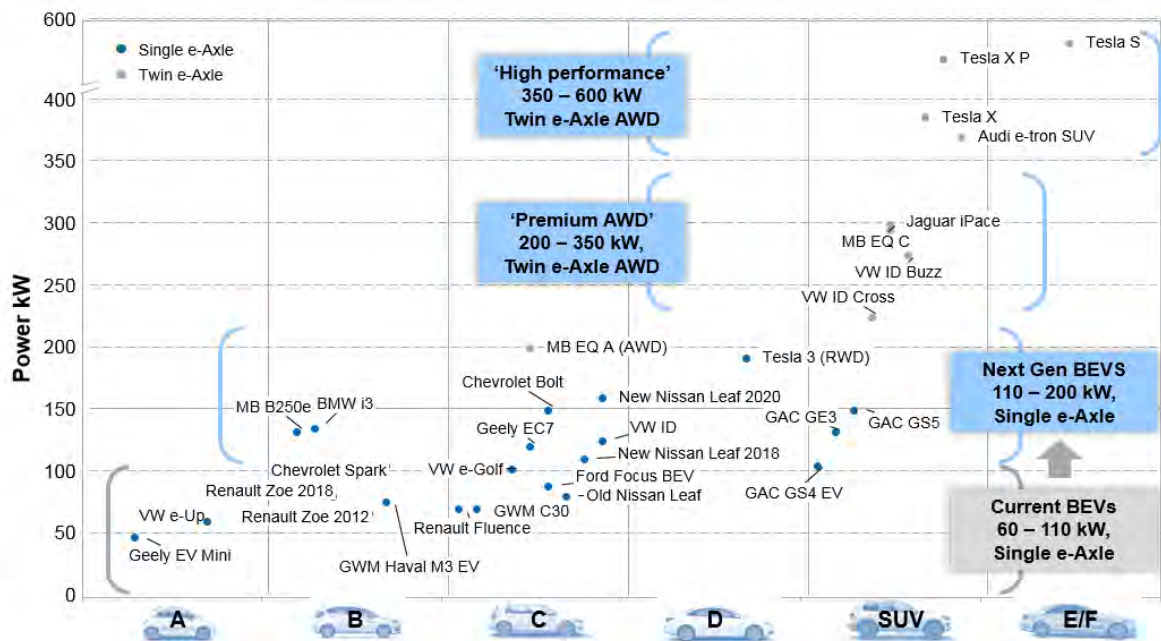 600
Single e-Axle
Twin e-Axle
'High performance'
350 – 600 kW
Twin e-Axle AWD
Tesla X P
Tesla S
400
Tesla X
Audi e-tron SUV
350
300
'Premium AWD'
200 – 350 kW,
Twin e-Axle AWD
Jaguar iPace
MB EQ C
VW ID Buzz
250
VW ID Cross
Power kW
200
MB EQ A (AWD)
Tesla 3 (RWD)
Next Gen BEVS
110 – 200 kW,
Single e-Axle
Chevrolet Bolt
New Nissan Leaf 2020
150
MB B250e
BMW i3
Geely EC7
VW ID
GAC GE3
GAC GS5
New Nissan Leaf 2018
100
Chevrolet Spark
VW e-Golf
Ford Focus BEV
GAC GS4 EV
Renault Zoe 2018
Old Nissan Leaf
Current BEVs
60 – 110 kW,
Single e-Axle
VW e-Up
Renault Zoe 2012
GWM C30
Renault Fluence
50
Geely EV Mini
GWM Haval M3 EV
0
A
B
C
D
SUV
E/F